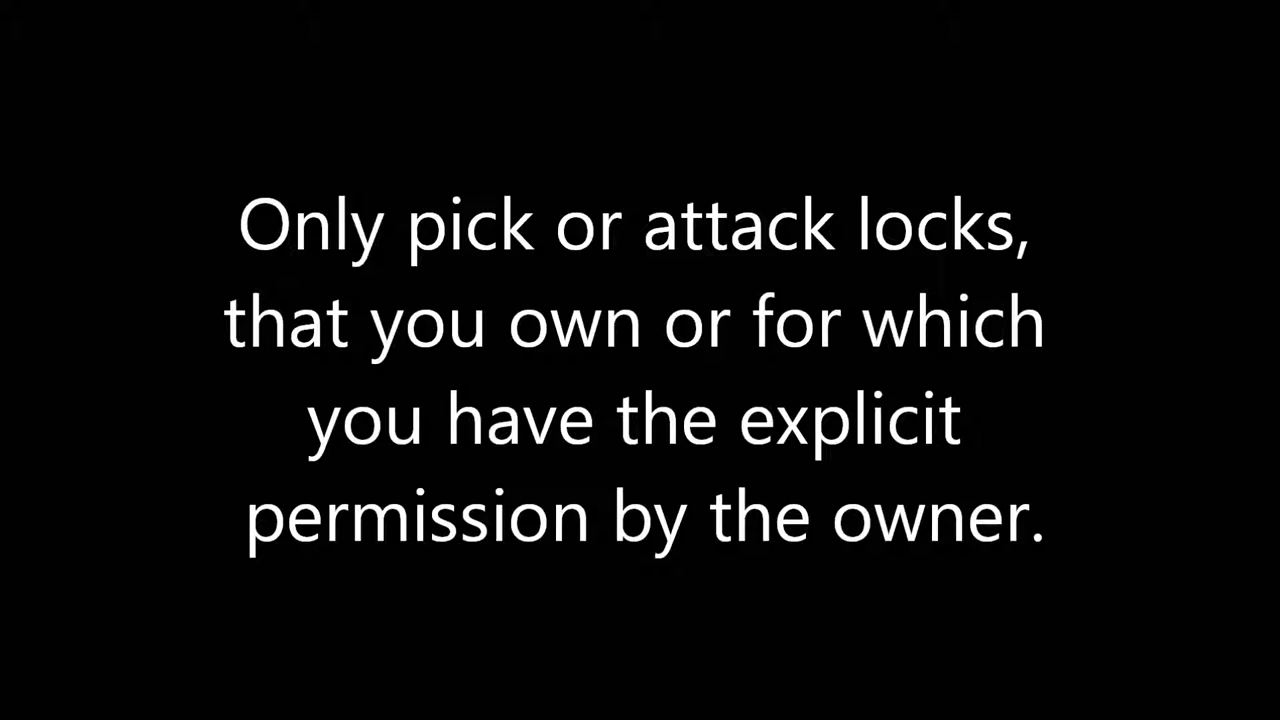 Only pick or attack locks,
that you own or for which
you have the explicit
permission by the owner.